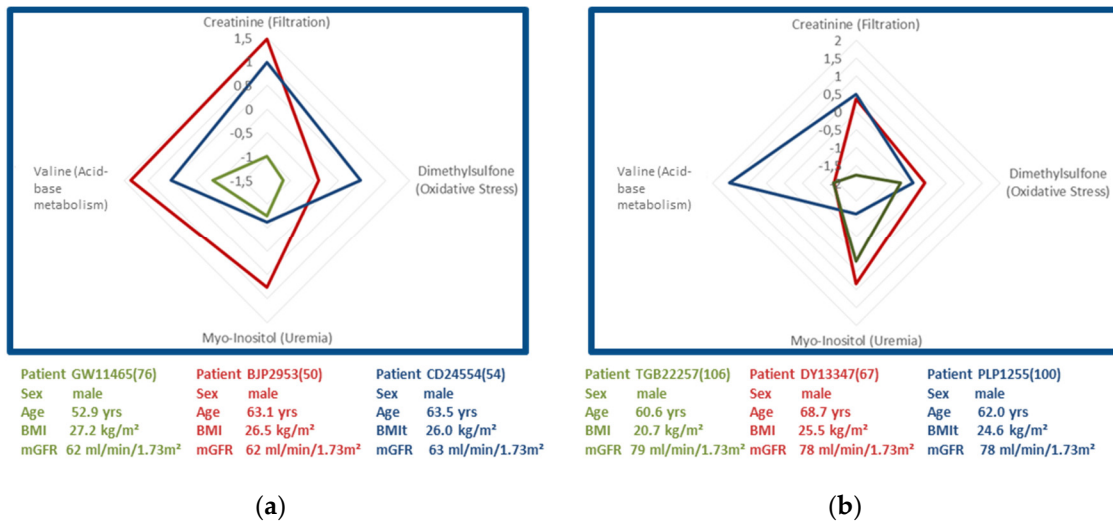 Creatinine (Filtration)
1,5
1
0,5
0
-0,5
-1
-1,5
Valine (Acid-
base
metabolism)
Dimethylsulfone
(Oxidative Stress)
Myo-Inositol (Uremia)
Patient GW11465(76)
Sex male
Age 52.9 yrs
BMI 27.2 kg/m²
mGFR 62 ml/min/1.73m²
Patient BJP2953(50)
Sex male
Age 63.1 yrs
BMI 26.5 kg/m²
mGFR 62 ml/min/1.73m²
Patient CD24554(54)
Sex male
Age 63.5 yrs
BMI 26.0 kg/m²
mGFR 63 ml/min/1.73m²
(a)
Creatinine (Filtration)
2
1,5
1
0,5
0
-0,5
-1
-1,5
-2
Valine (Acid-
base
metabolism)
Dimethylsulfone
(Oxidative Stress)
Myo-Inositol (Uremia)
Patient TGB22257(106)
Sex male
Age 60.6 yrs
BMI 20.7 kg/m²
mGFR 79 ml/min/1.73m²
Patient DY13347(67)
Sex male
Age 68.7 yrs
BMI 25.5 kg/m²
mGFR 78 ml/min/1.73m²
Patient PLP1255(100)
Sex male
Age 62.0 yrs
BMIt 24.6 kg/m²
mGFR 78 ml/min/1.73m²
(b)